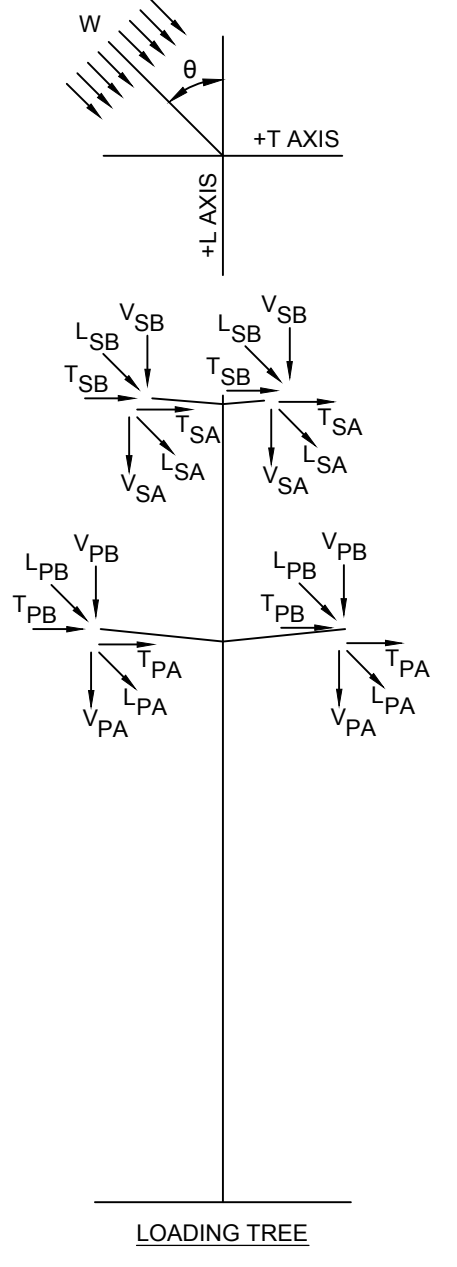 W
θ
+T AXIS
+L AXIS
VSB
LSB
TSB
TSA
LSA
VSA
VSB
LSB
TSB
TSA
LSA
VSA
VPB
LPB
TPB
TPA
LPA
VPA
VPB
LPB
TPB
TPA
LPA
VPA
LOADING TREE